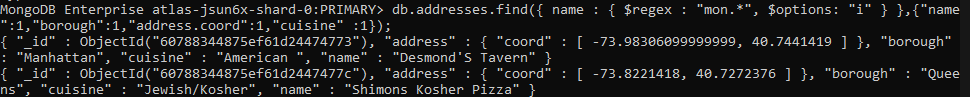 MongoDB Enterprise atlas-jsun6x-shard-0:PRIMARY> db.addresses.find({ name : { $regex : "mon.*", $options: "i" } },{"name
":1,"borough":1,"address.coord":1,"cuisine" :1});
{ "_id" : ObjectId("60788344875ef61d24474773"), "address" : { "coord" : [ -73.98306099999999, 40.7441419 ] }, "borough"
: "Manhattan", "cuisine" : "American ", "name" : "Desmond'S Tavern" }
{ "_id" : ObjectId("60788344875ef61d2447477c"), "address" : { "coord" : [ -73.8221418, 40.7272376 ] }, "borough" : "Quee
ns", "cuisine" : "Jewish/Kosher", "name" : "Shimons Kosher Pizza" }